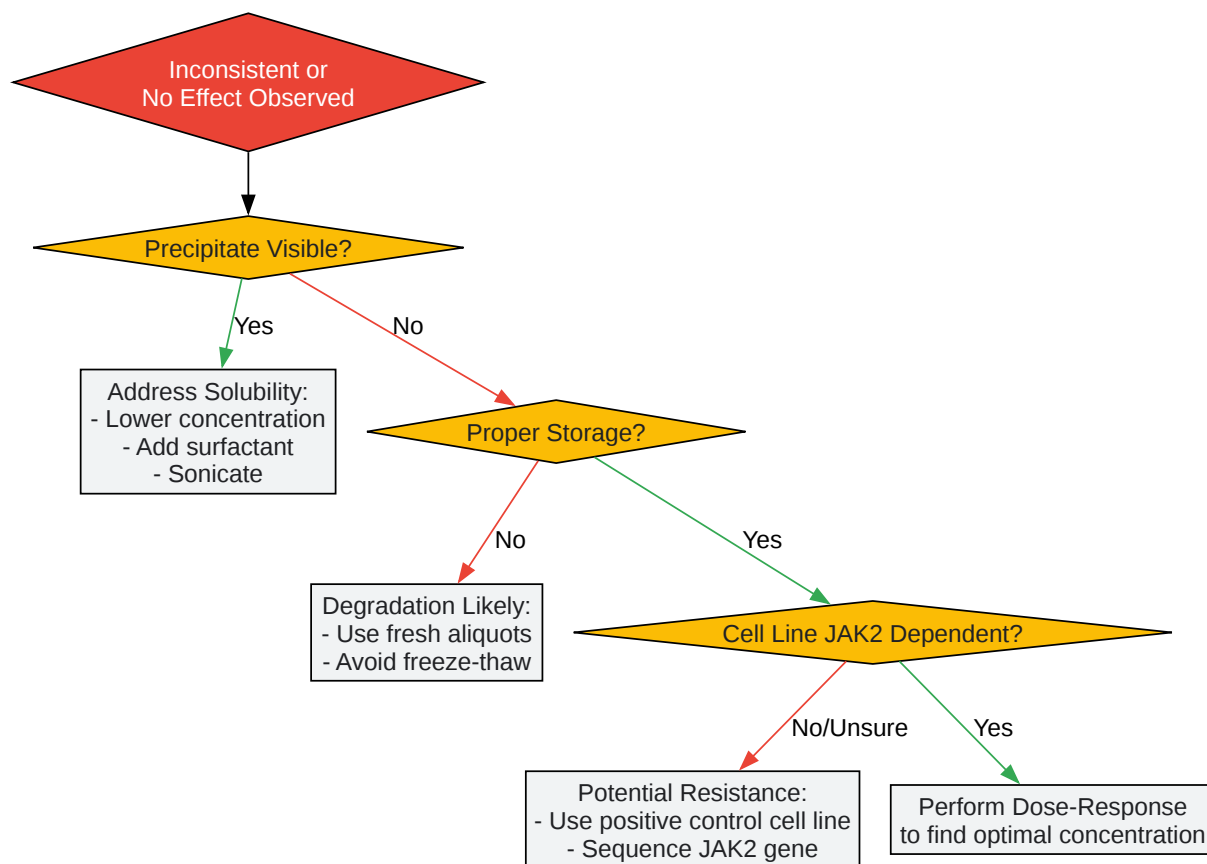 Inconsistent or
No Effect Observed
Precipitate Visible?
Yes
No
Address Solubility:
- Lower concentration
- Add surfactant
- Sonicate
Proper Storage?
No
Yes
Degradation Likely:
- Use fresh aliquots
- Avoid freeze-thaw
Cell Line JAK2 Dependent?
No/Unsure
Yes
Potential Resistance:
- Use positive control cell line
- Sequence JAK2 gene
Perform Dose-Response
to find optimal concentration